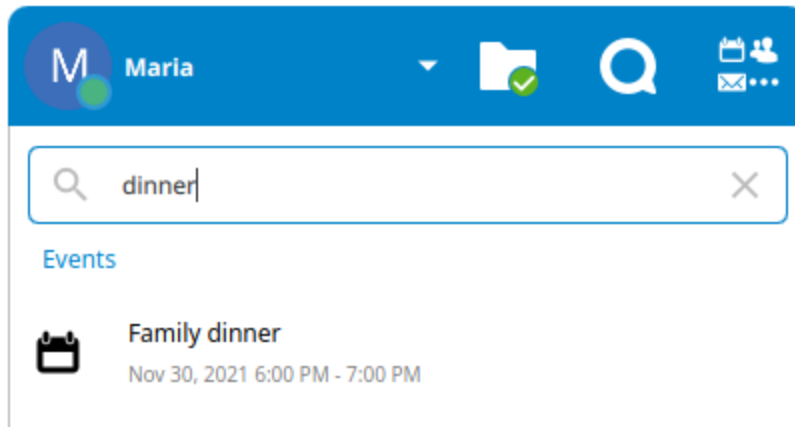 M Maria
dinner
Events
Family dinner
Nov 30, 2021 6:00 PM - 7:00 PM